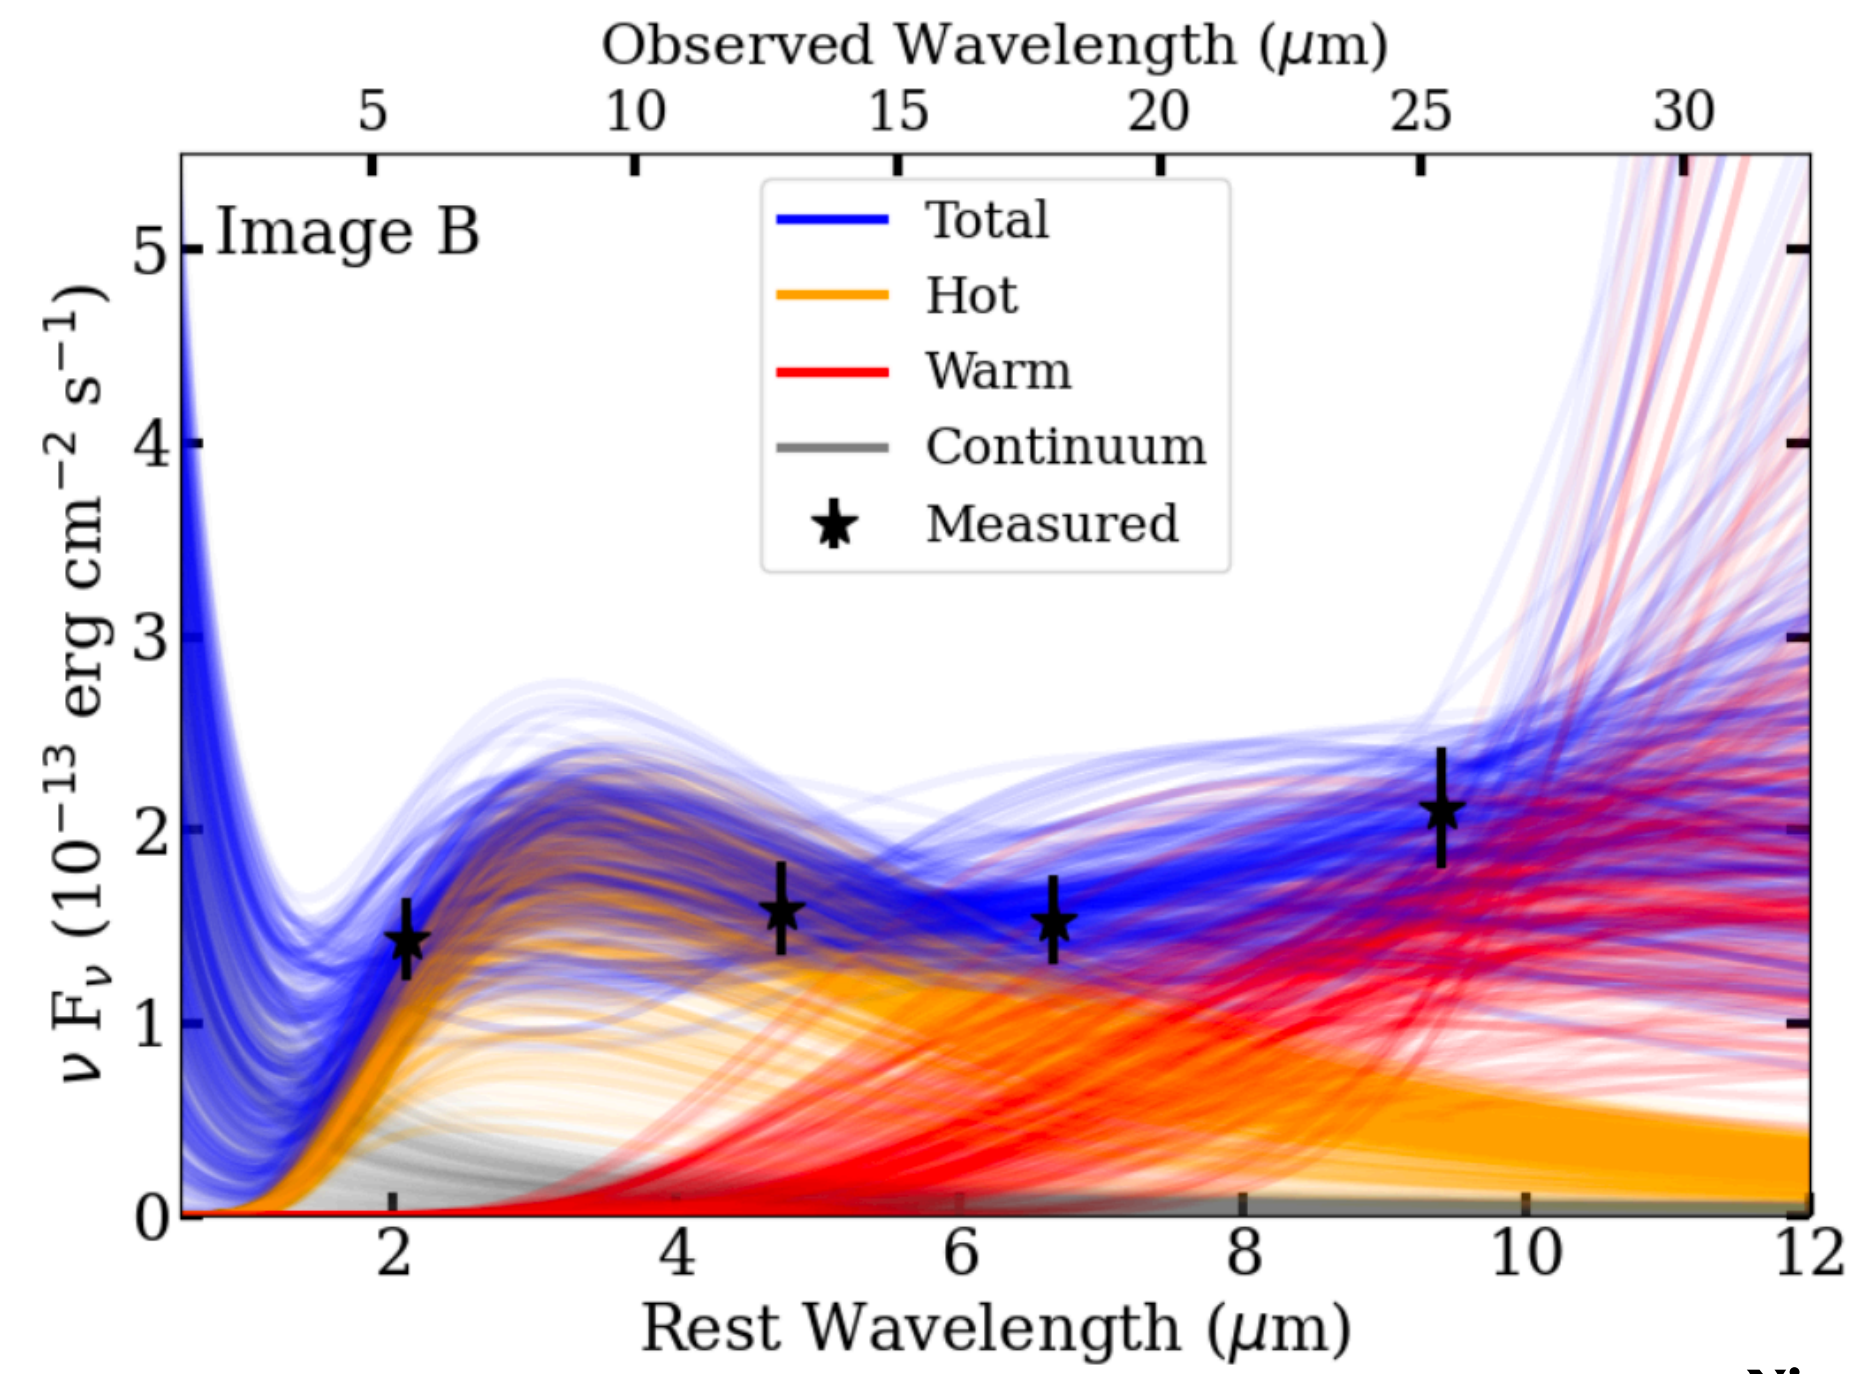 Observed Wavelength (μm)
5 10 15 20 25 30
Image B
Total
Hot
Warm
Continuum
Measured
5
4
3
2
1
0
ν Fν (10−13 erg cm−2 s−1)
2 4 6 8 10 12
Rest Wavelength (μm)